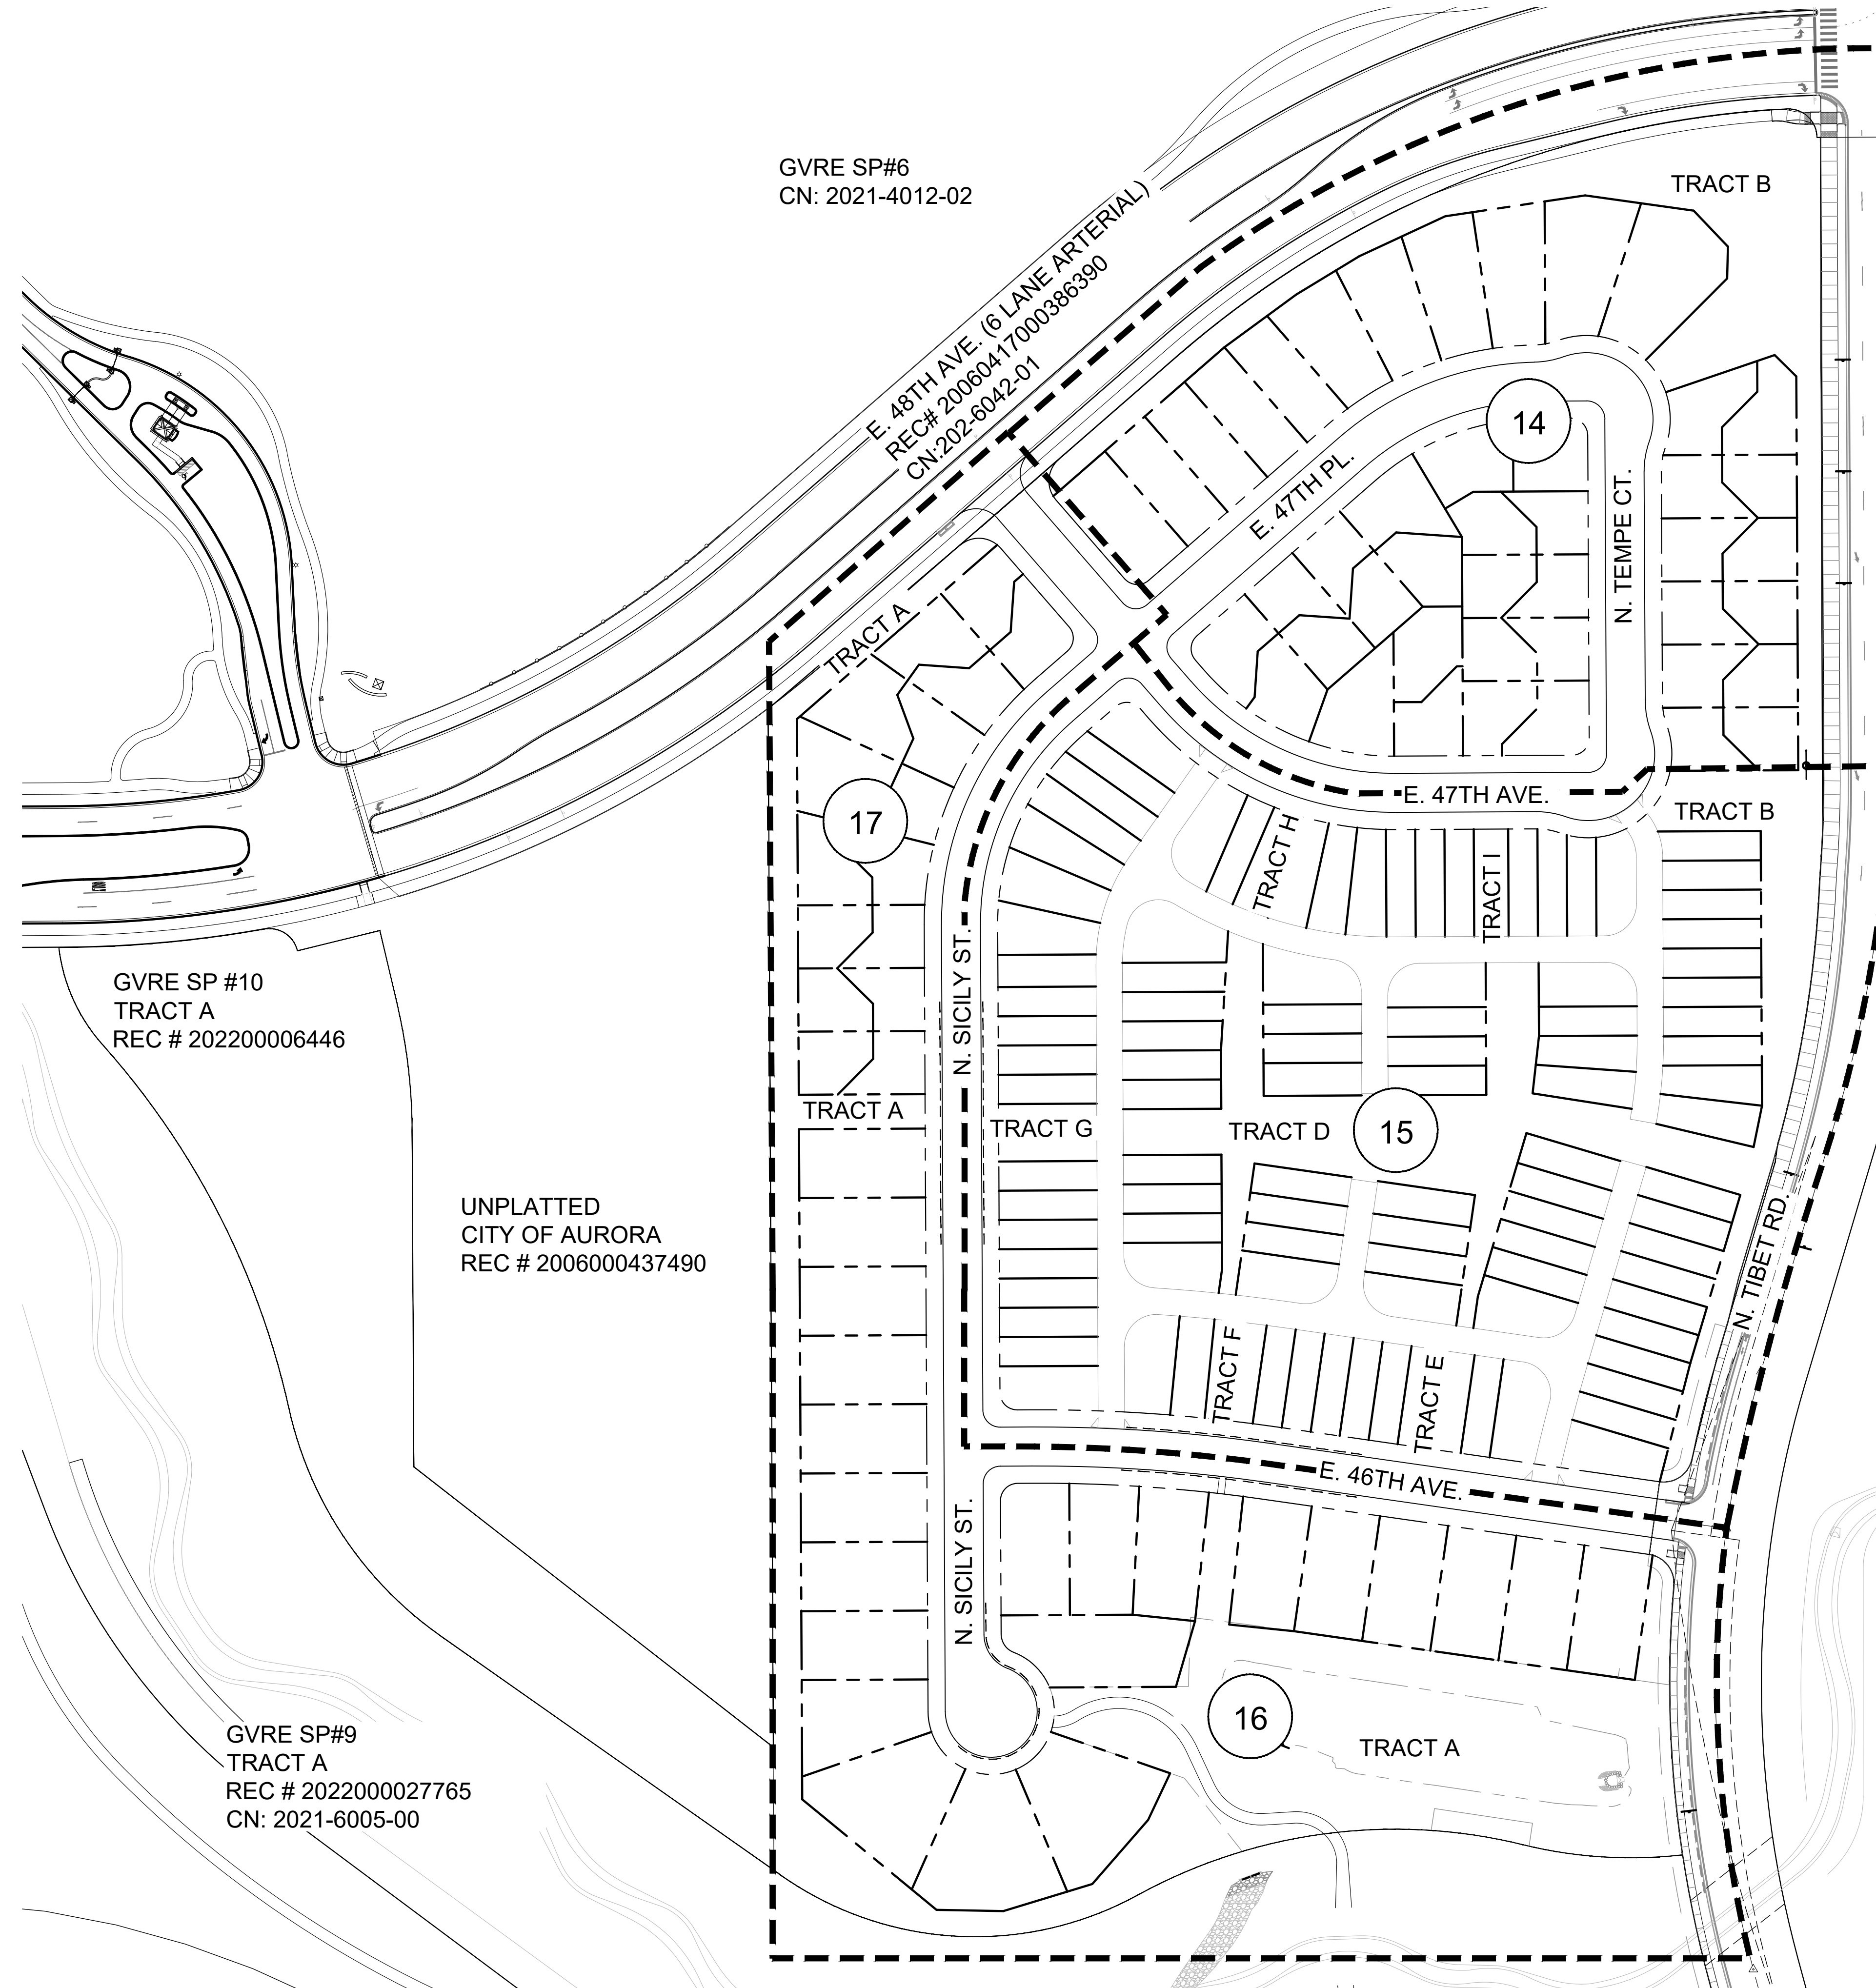 GVRE SP#6
CN: 2021-4012-02
TRACT B
E. 48TH AVE. (6 LANE ARTERIAL)
REC# 20060417000386390
CN:202-6042-01
14
E. 47TH PL.
N. TEMPE CT.
TRACT A
17
E. 47TH AVE.
TRACT B
TRACT H
TRACT I
N. SICILY ST.
GVRE SP #10
TRACT A
REC # 202200006446
TRACT A
TRACT G
TRACT D
15
UNPLATTED
CITY OF AURORA
REC # 2006000437490
N. TIBET RD.
TRACT F
TRACT E
E. 46TH AVE.
N. SICILY ST.
16
TRACT A
GVRE SP#9
TRACT A
REC # 2022000027765
CN: 2021-6005-00